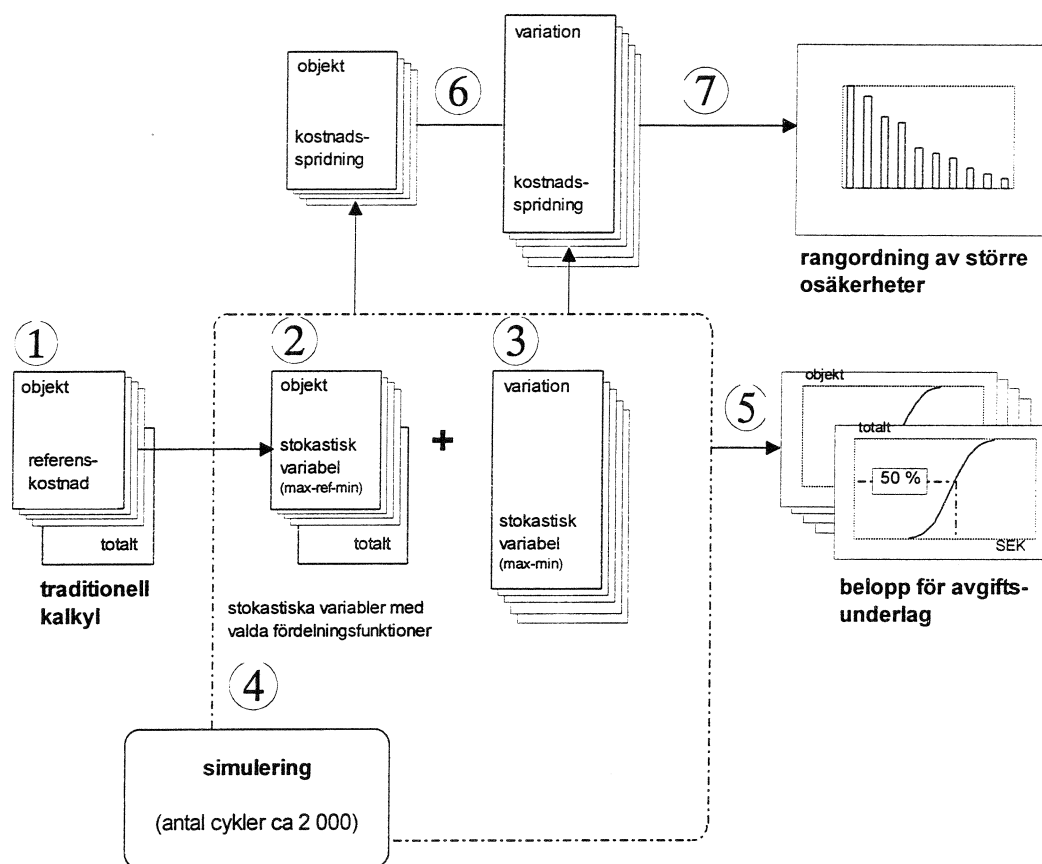 objekt
kostnads-
spridning
6
variation
kostnads-
spridning
7
rangordning av större
osäkerheter
1
objekt
referens-
kostnad
totalt
traditionell
kalkyl
2
objekt
stokastisk
variabel
(max-ref-min)
totalt
+
3
variation
stokastisk
variabel
(max-min)
stokastiska variabler med
valda fördelningsfunktioner
4
simulering
(antal cykler ca 2 000)
5
objekt
totalt
50 %
SEK
belopp för avgifts-
underlag